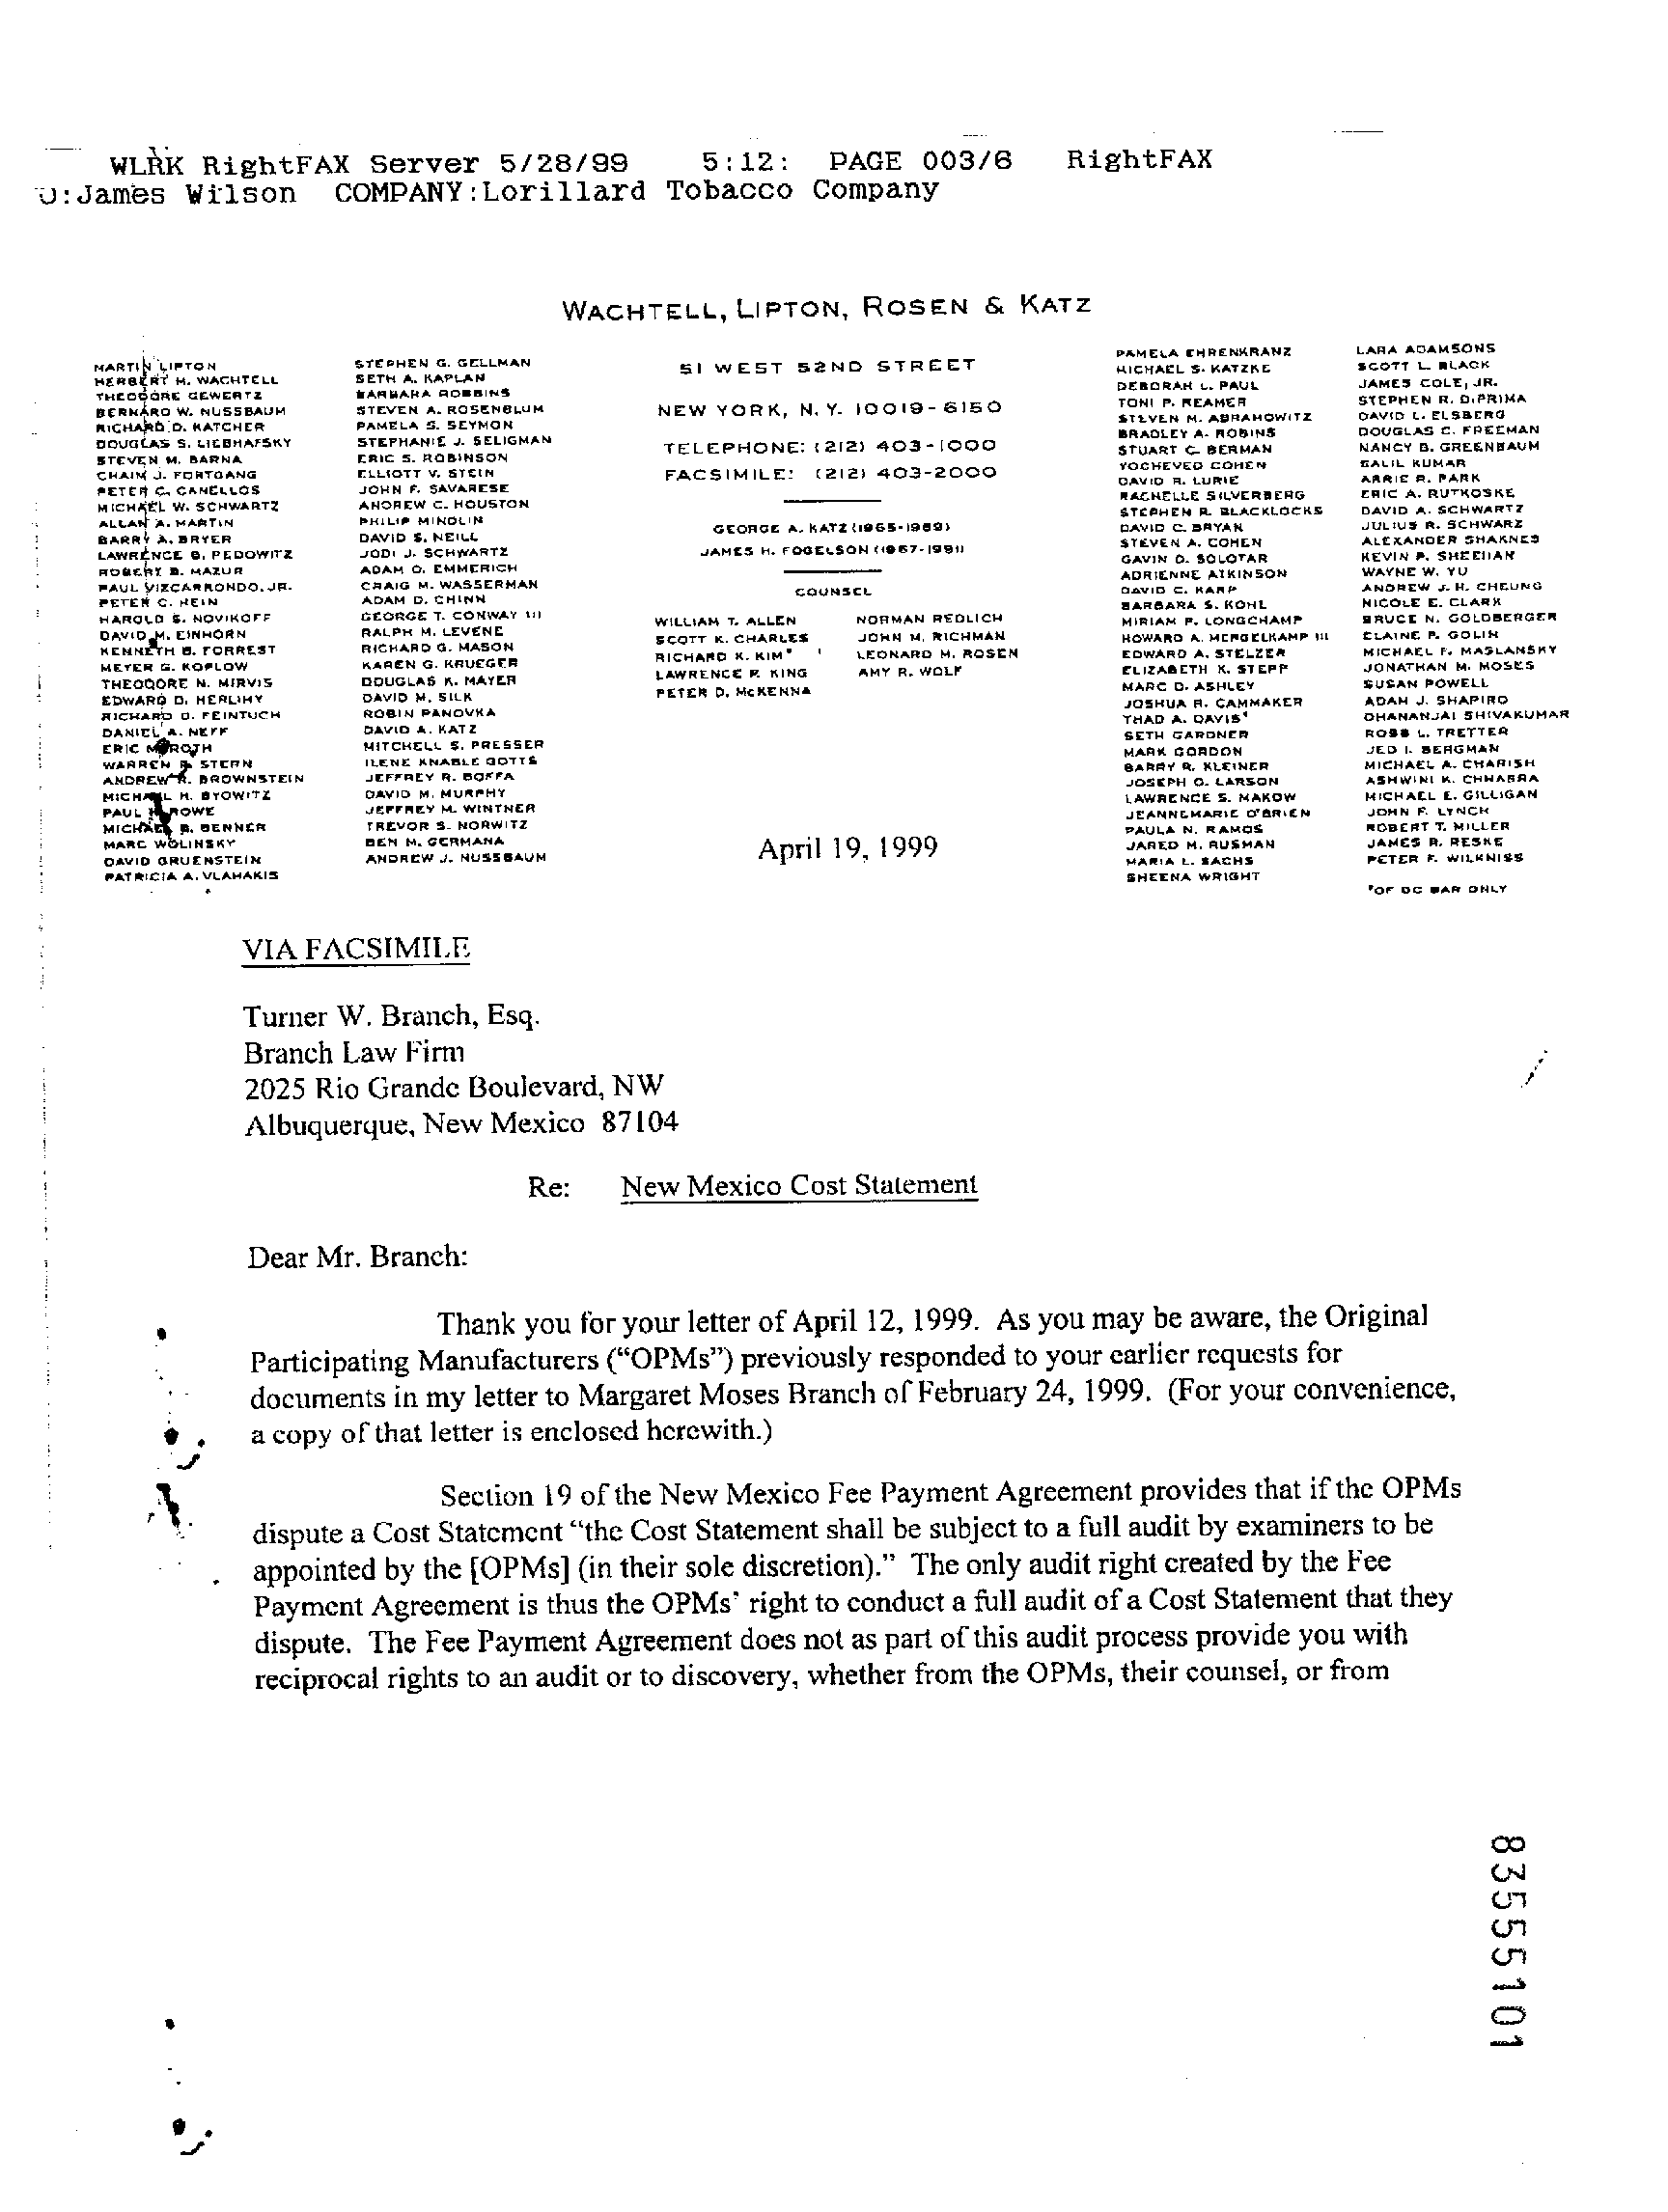 WLRK RightFAX Server 5/28/99 5:12: PAGE 003/6 RightFAX
O:James Wilson COMPANY:Lorillard Tobacco Company
WACHTELL, LIPTON, ROSEN & KATZ
MARTIN LIPTON
HERBERT M. WACHTELL
THEODORE GEWERTZ
BERNARD W. NUSSBAUM
RICHARD D. KATCHER
DOUGLAS S. LIEBHAFSKY
STEVEN M. BARNA
CHAIM J. FORTGANG
PETER C. CANELLOS
MICHAEL W. SCHWARTZ
ALLAN A. MARTIN
BARRY A. BRYER
LAWRENCE B. PEDOWITZ
ROBERT B. MAZUR
PAUL VIZCARRONDO, JR.
PETER C. HEIN
HAROLD S. NOVIKOFF
DAVID M. EINHORN
KENNETH B. FORREST
MEYER G. KOPLOW
THEODORE N. MIRVIS
EDWARD D. HERLIHY
RICHARD D. FEINTUCH
DANIEL A. NEFF
ERIC M. ROTH
WARREN R. STERN
ANDREW R. BROWNSTEIN
MICHAEL H. BYOWITZ
PAUL K. ROWE
MICHAEL B. BENNER
MARC WOLINSKY
DAVID GRUENSTEIN
PATRICIA A. VLAHAKIS
STEPHEN G. GELLMAN
SETH A. KAPLAN
BARBARA ROBBINS
STEVEN A. ROSENBLUM
PAMELA S. SEYMON
STEPHANIE J. SELIGMAN
ERIC S. ROBINSON
ELLIOTT V. STEIN
JOHN F. SAVARESE
ANDREW C. HOUSTON
PHILIP MINDLIN
DAVID S. NEILL
JODI J. SCHWARTZ
ADAM O. EMMERICH
CRAIG M. WASSERMAN
ADAM D. CHINN
GEORGE T. CONWAY III
RALPH M. LEVENE
RICHARD G. MASON
KAREN G. KRUEGER
DOUGLAS K. MAYER
DAVID M. SILK
ROBIN PANOVKA
DAVID A. KATZ
MITCHELL S. PRESSER
ILENE KNABLE GOTTS
JEFFREY R. BOFFA
DAVID M. MURPHY
JEFFREY M. WINTNER
TREVOR S. NORWITZ
BEN M. GERMANA
ANDREW J. NUSSBAUM
51 WEST 52ND STREET
NEW YORK, N.Y. 10019-6150
TELEPHONE: (212) 403-1000
FACSIMILE: (212) 403-2000
GEORGE A. KATZ (1965-1989)
JAMES H. FOGELSON (1967-1991)
COUNSEL
WILLIAM T. ALLEN NORMAN REDLICH
SCOTT K. CHARLES JOHN M. RICHMAN
RICHARD K. KIM* LEONARD M. ROSEN
LAWRENCE P. KING AMY R. WOLF
PETER D. McKENNA
April 19, 1999
PAMELA EHRENKRANZ
MICHAEL S. KATZKE
DEBORAH L. PAUL
TONI P. REAMER
STEVEN M. ABRAMOWITZ
BRADLEY A. ROBINS
STUART C. BERMAN
YOCHEVED COHEN
DAVID R. LURIE
RACHELLE SILVERBERG
STEPHEN R. BLACKLOCKS
DAVID C. BRYAN
STEVEN A. COHEN
GAVIN D. SOLOTAR
ADRIENNE ATKINSON
DAVID C. KARP
BARBARA S. KOHL
MIRIAM P. LONGCHAMP
HOWARD A. MERGELKAMP III
EDWARD A. STELZER
ELIZABETH K. STEPP
MARC D. ASHLEY
JOSHUA R. CAMMAKER
THAD A. DAVIS*
SETH GARDNER
MARK GORDON
BARRY R. KLEINER
JOSEPH O. LARSON
LAWRENCE S. MAKOW
JEANNEMARIE O'BRIEN
PAULA N. RAMOS
JARED M. RUSMAN
MARIA L. SACHS
SHEENA WRIGHT
LARA ADAMSONS
SCOTT L. BLACK
JAMES COLE, JR.
STEPHEN R. DiPRIMA
DAVID L. ELSBERG
DOUGLAS C. FREEMAN
NANCY B. GREENBAUM
SALIL KUMAR
ARRIE R. PARK
ERIC A. RUTKOSKE
DAVID A. SCHWARTZ
JULIUS R. SCHWARZ
ALEXANDER SHAKNES
KEVIN P. SHEEHAN
WAYNE W. YU
ANDREW J. H. CHEUNG
NICOLE E. CLARK
BRUCE N. GOLDBERGER
ELAINE P. GOLIN
MICHAEL F. MASLANSKY
JONATHAN M. MOSES
SUSAN POWELL
ADAM J. SHAPIRO
DHANANJAI SHIVAKUMAR
ROSS L. TRETTER
JED I. BERGMAN
MICHAEL A. CHARISH
ASHWINI K. CHHABRA
MICHAEL E. GILLIGAN
JOHN F. LYNCH
ROBERT T. MILLER
JAMES R. RESKE
PETER F. WILKNISS
*OF DC BAR ONLY
VIA FACSIMILE
Turner W. Branch, Esq.
Branch Law Firm
2025 Rio Grande Boulevard, NW
Albuquerque, New Mexico 87104
Re: New Mexico Cost Statement
Dear Mr. Branch:
Thank you for your letter of April 12, 1999. As you may be aware, the Original
Participating Manufacturers (“OPMs”) previously responded to your earlier requests for
documents in my letter to Margaret Moses Branch of February 24, 1999. (For your convenience,
a copy of that letter is enclosed herewith.)
Section 19 of the New Mexico Fee Payment Agreement provides that if the OPMs
dispute a Cost Statement “the Cost Statement shall be subject to a full audit by examiners to be
appointed by the [OPMs] (in their sole discretion).” The only audit right created by the Fee
Payment Agreement is thus the OPMs' right to conduct a full audit of a Cost Statement that they
dispute. The Fee Payment Agreement does not as part of this audit process provide you with
reciprocal rights to an audit or to discovery, whether from the OPMs, their counsel, or from
83555101